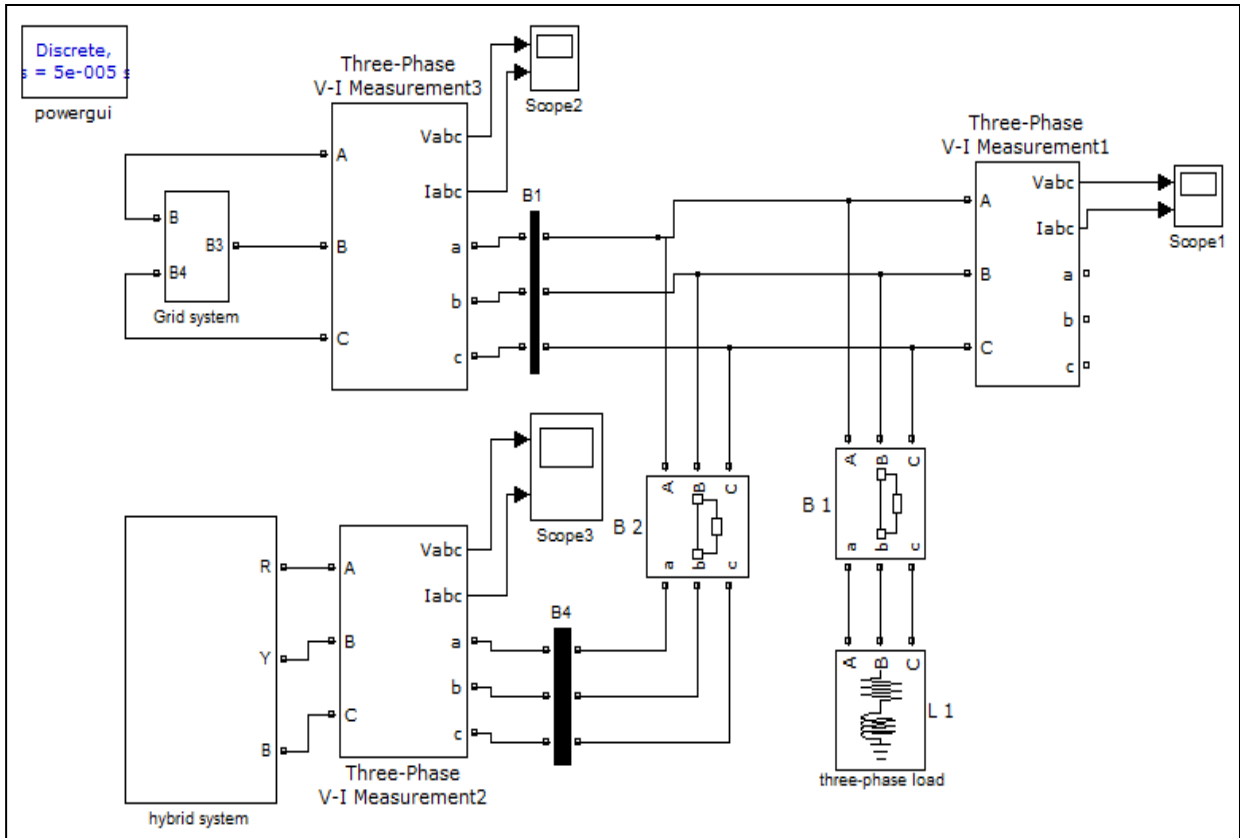 Discrete,
s = 5e-005 s
powergui
Three-Phase
V-I Measurement3
A
B
C
Vabc
Iabc
a
b
c
Scope2
B
B4
B3
Grid system
B1
Three-Phase
V-I Measurement1
A
B
C
Vabc
Iabc
a
b
c
Scope1
R
Y
B
hybrid system
A
B
C
Vabc
Iabc
a
b
c
Three-Phase
V-I Measurement2
Scope3
B4
B 2
A B C
a b c
B 1
A B C
a b c
A B C
L 1
three-phase load